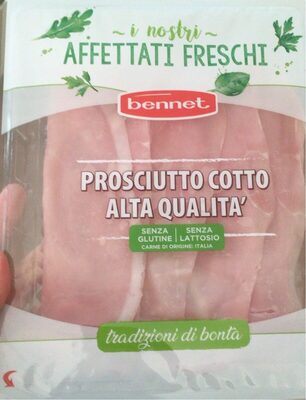 ~ i nostri ~
AFFETTATI FRESCHI
bennet
PROSCIUTTO COTTO
ALTA QUALITA'
SENZA GLUTINE | SENZA LATTOSIO
CARNE DI ORIGINE: ITALIA
tradizioni di bontà